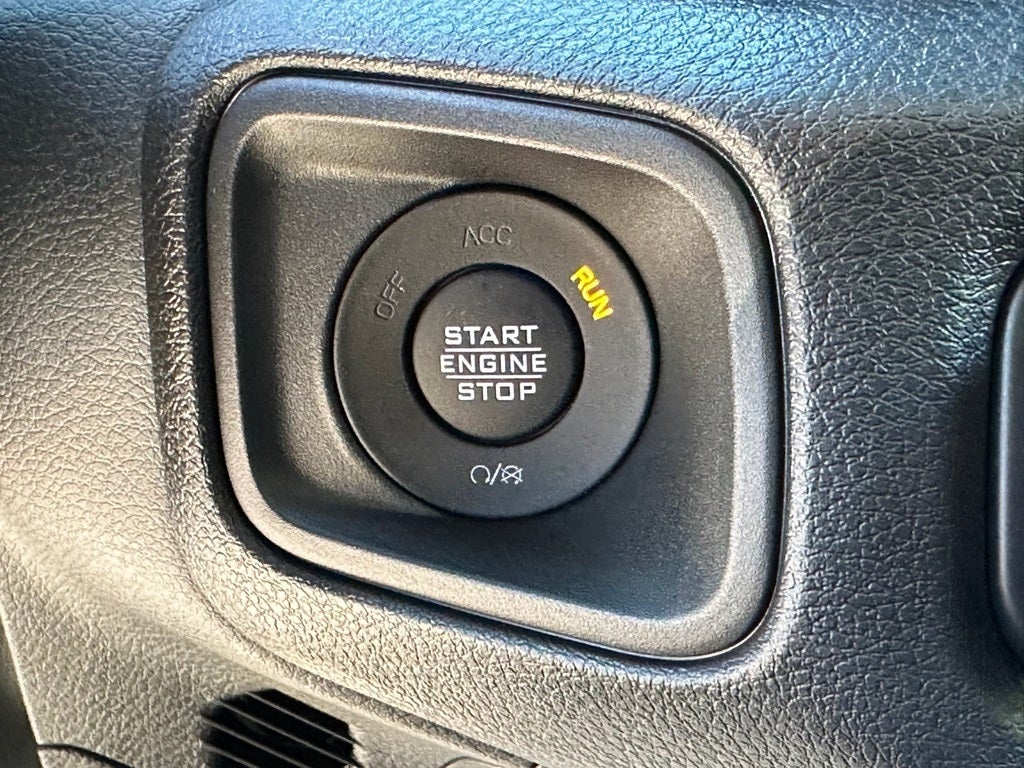 ACC
OFF
RUN
START
ENGINE
STOP